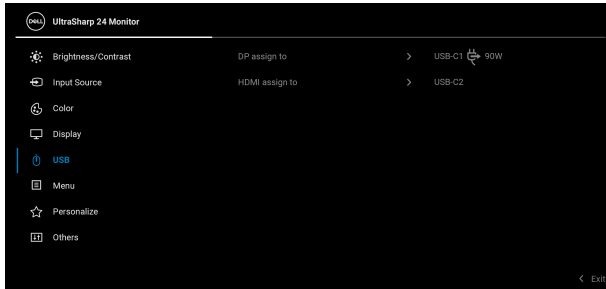 DELL UltraSharp 24 Monitor
Brightness/Contrast
Input Source
Color
Display
USB
Menu
Personalize
Others
DP assign to > USB-C1 90W
HDMI assign to > USB-C2
< Exit